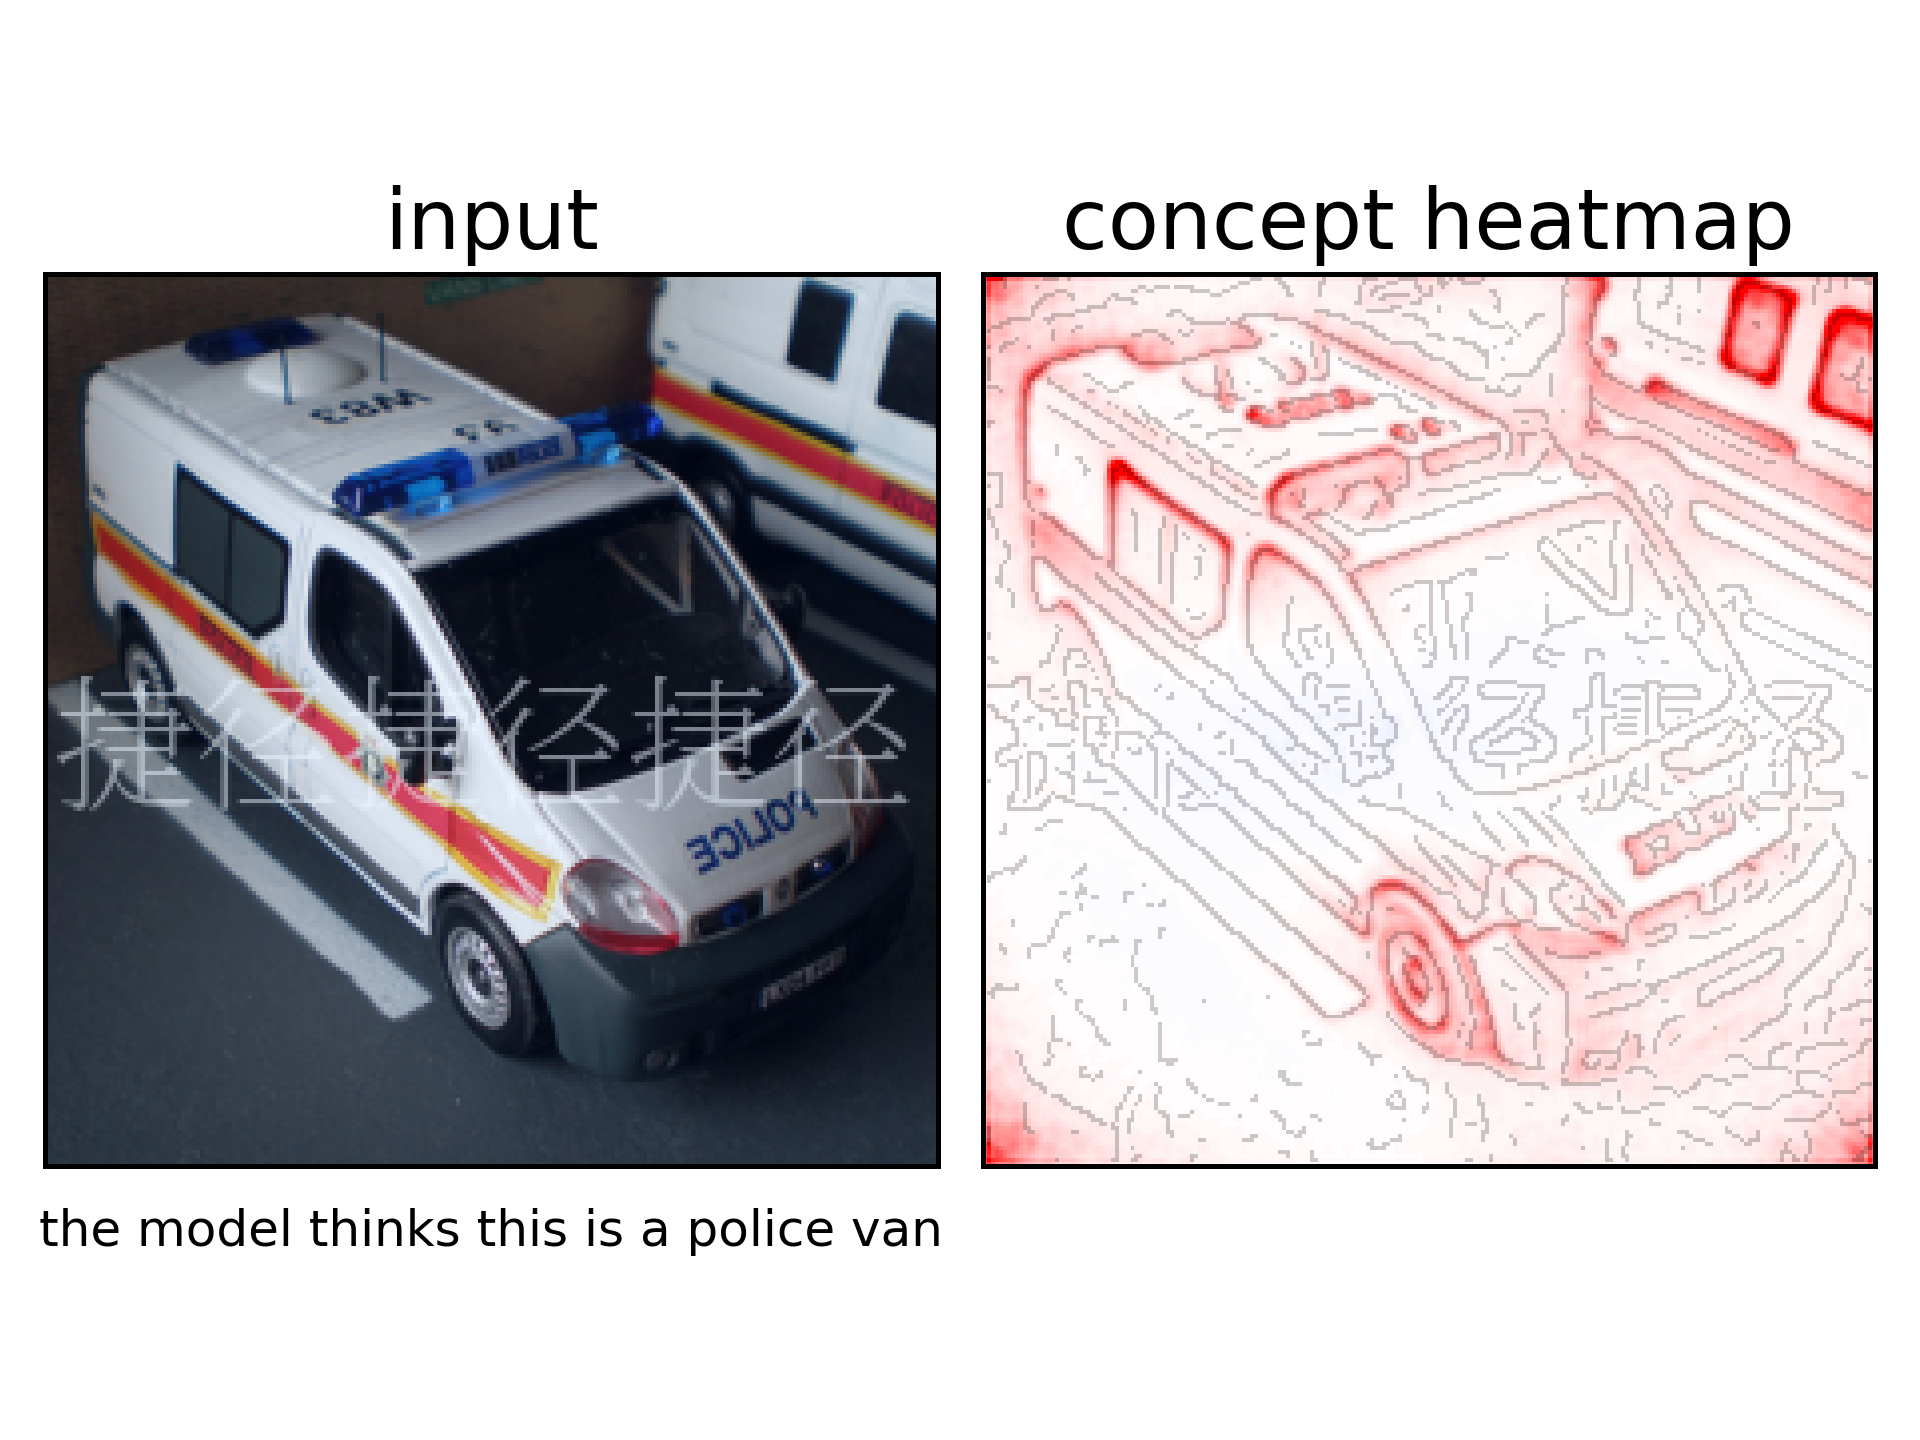 input
concept heatmap
捷径捷径捷径
POLICE
the model thinks this is a police van